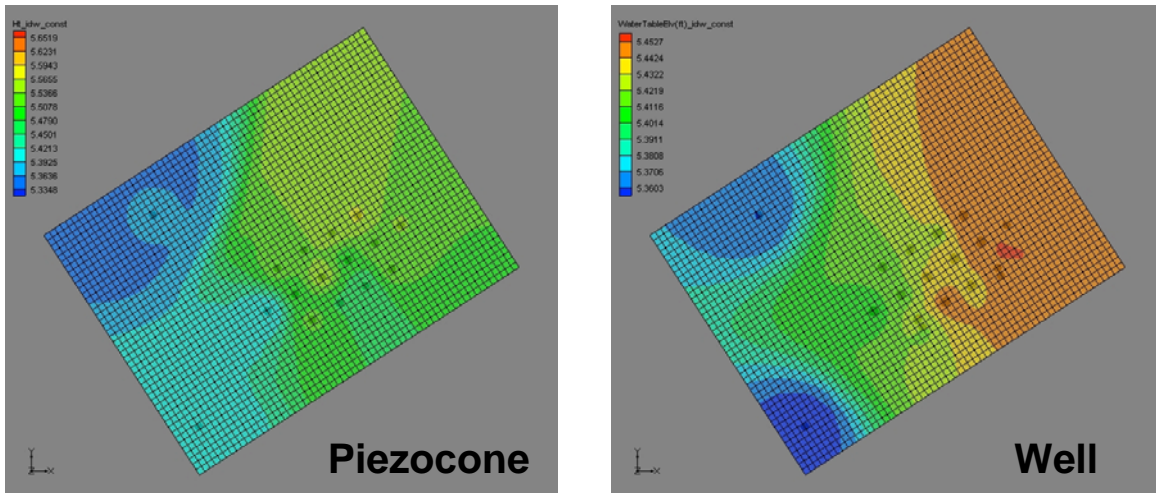 Ht_idw_const
5.6519
5.6231
5.5943
5.5655
5.5366
5.5078
5.4790
5.4501
5.4213
5.3925
5.3636
5.3348
Y
Z X
Piezocone
WaterTableElv(ft)_idw_const
5.4527
5.4424
5.4322
5.4219
5.4116
5.4014
5.3911
5.3808
5.3706
5.3603
Y
Z X
Well